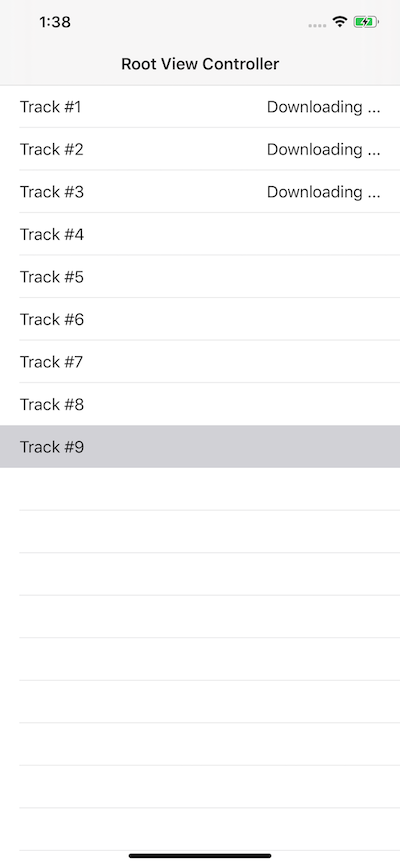 1:38
Root View Controller
Track #1 Downloading ...
Track #2 Downloading ...
Track #3 Downloading ...
Track #4
Track #5
Track #6
Track #7
Track #8
Track #9